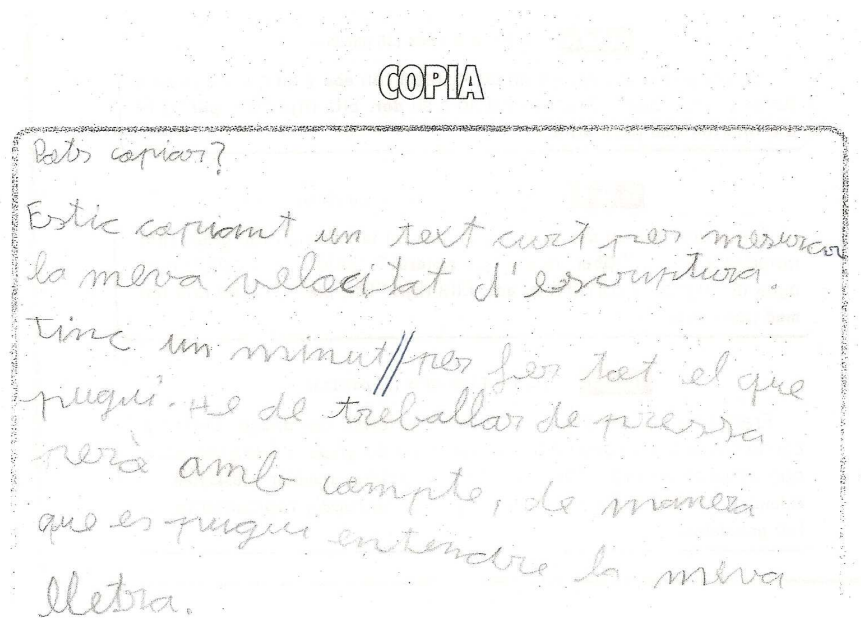 COPIA
Pots copiar?
Estic copiant un text curt per mesurar
la meva velocitat d'escriptura.
Tinc un minut // per fer tot el que
pugui. He de treballar de pressa
però amb compte, de manera
que es pugui entendre la meva
lletra.